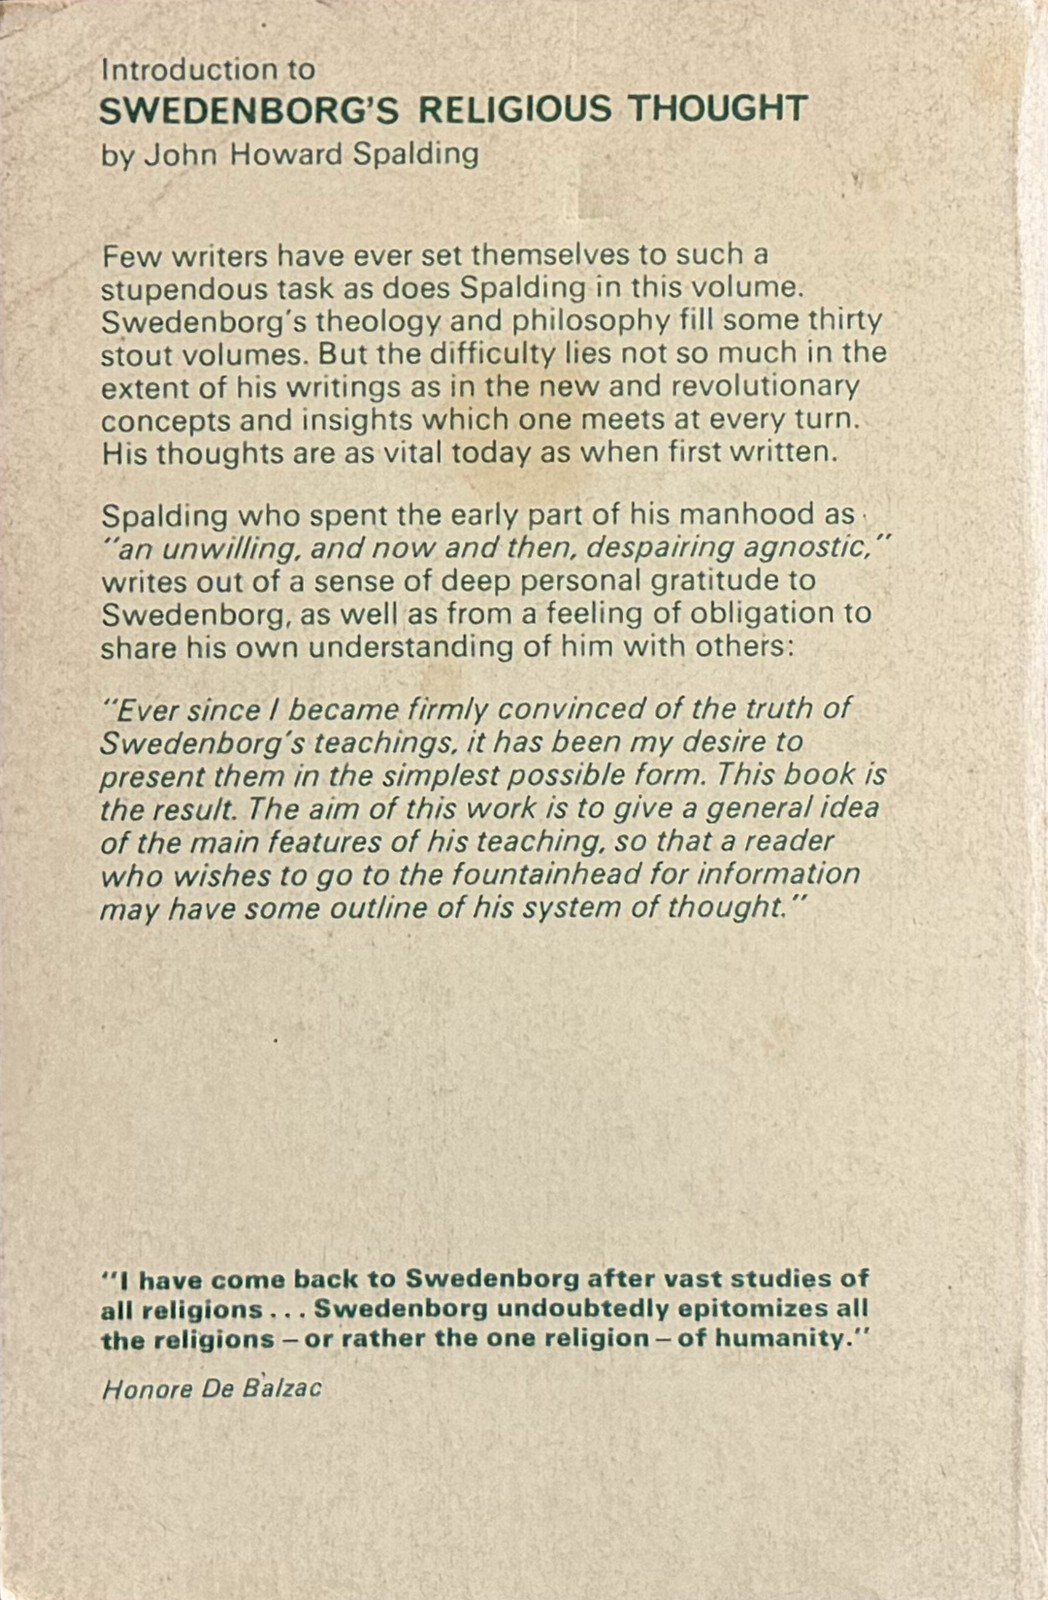 Introduction to
SWEDENBORG'S RELIGIOUS THOUGHT
by John Howard Spalding
Few writers have ever set themselves to such a
stupendous task as does Spalding in this volume.
Swedenborg's theology and philosophy fill some thirty
stout volumes. But the difficulty lies not so much in the
extent of his writings as in the new and revolutionary
concepts and insights which one meets at every turn.
His thoughts are as vital today as when first written.
Spalding who spent the early part of his manhood as
"an unwilling, and now and then, despairing agnostic,"
writes out of a sense of deep personal gratitude to
Swedenborg, as well as from a feeling of obligation to
share his own understanding of him with others:
"Ever since I became firmly convinced of the truth of
Swedenborg's teachings, it has been my desire to
present them in the simplest possible form. This book is
the result. The aim of this work is to give a general idea
of the main features of his teaching, so that a reader
who wishes to go to the fountainhead for information
may have some outline of his system of thought."
"I have come back to Swedenborg after vast studies of
all religions... Swedenborg undoubtedly epitomizes all
the religions – or rather the one religion – of humanity."
Honore De Balzac